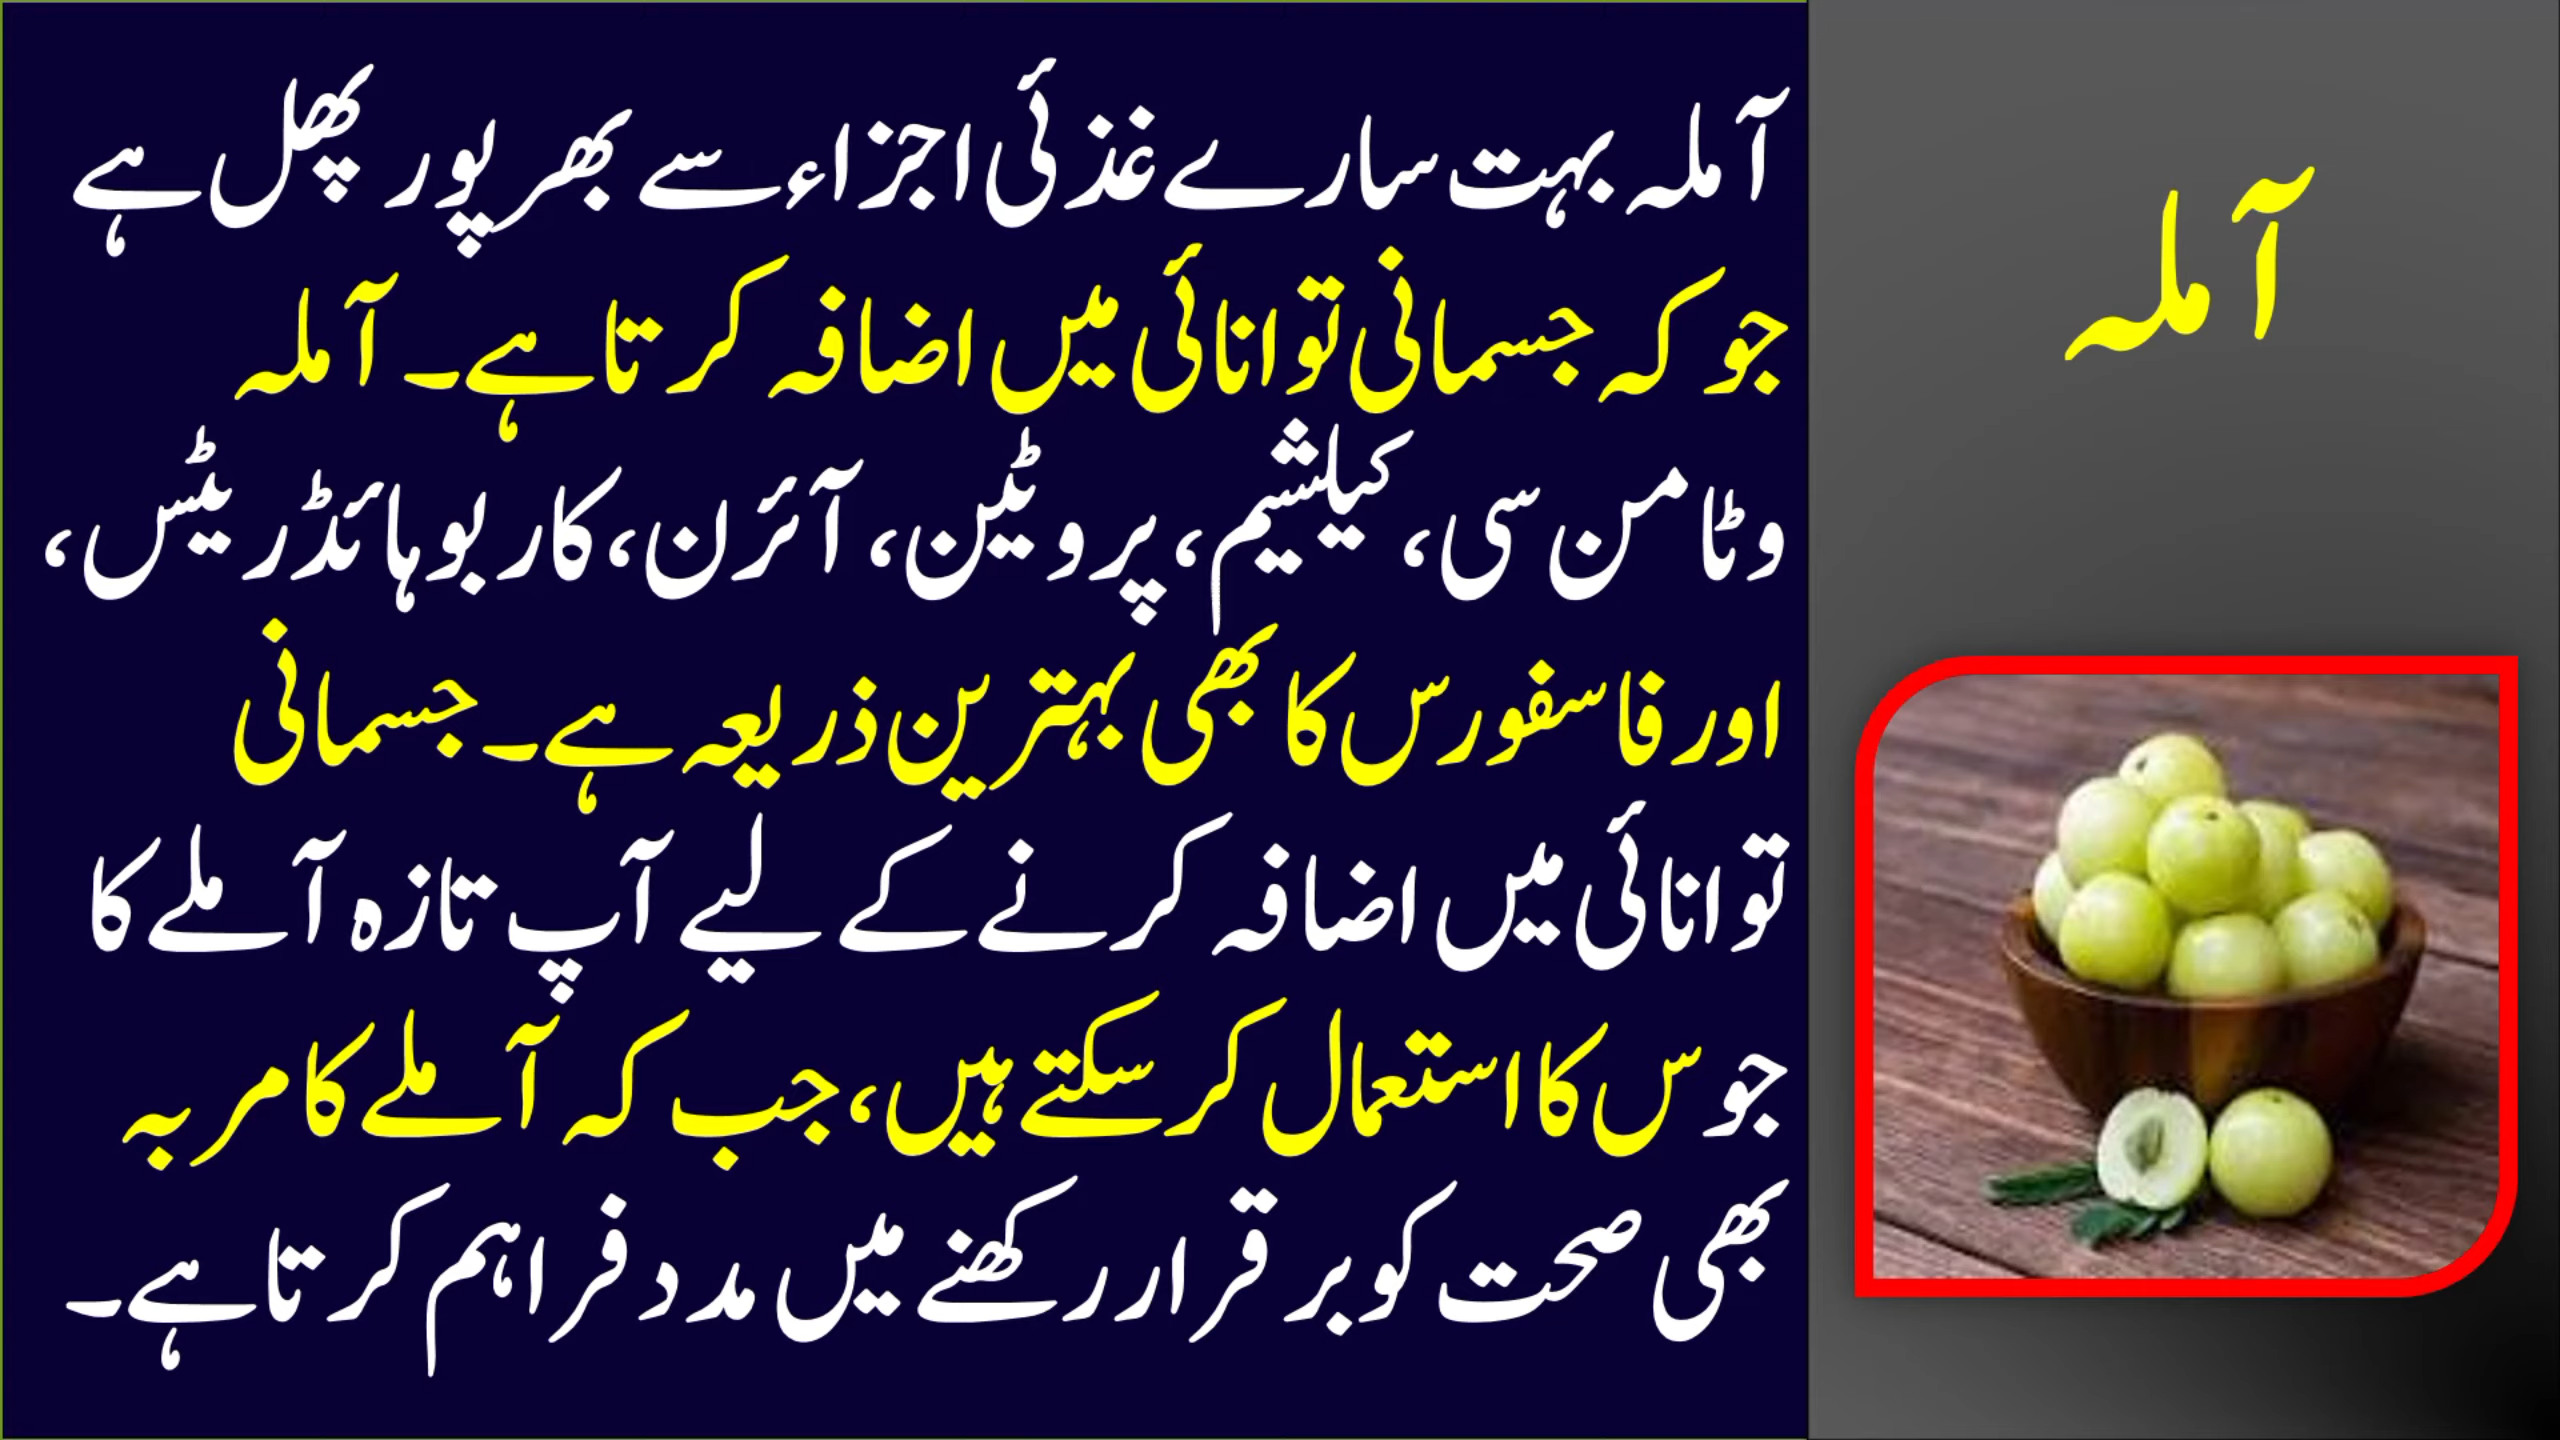 آملہ
آملہ بہت سارے غذئی اجزاء سے بھرپور پھل ہے
جو کہ جسمانی توانائی میں اضافہ کرتا ہے۔ آملہ
وٹامن سی، کیلشیم، پروٹین، آئرن، کاربوہائڈریٹس،
اور فاسفورس کا بھی بہترین ذریعہ ہے۔ جسمانی
توانائی میں اضافہ کرنے کے لیے آپ تازہ آملے کا
جوس کا استعمال کر سکتے ہیں، جب کہ آملے کا مربہ
بھی صحت کو برقرار رکھنے میں مدد فراہم کرتا ہے۔